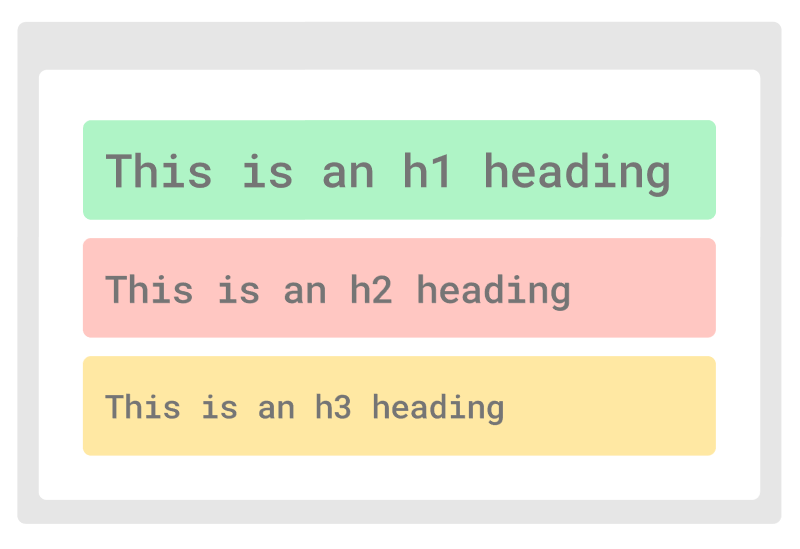 This is an h1 heading
This is an h2 heading
This is an h3 heading